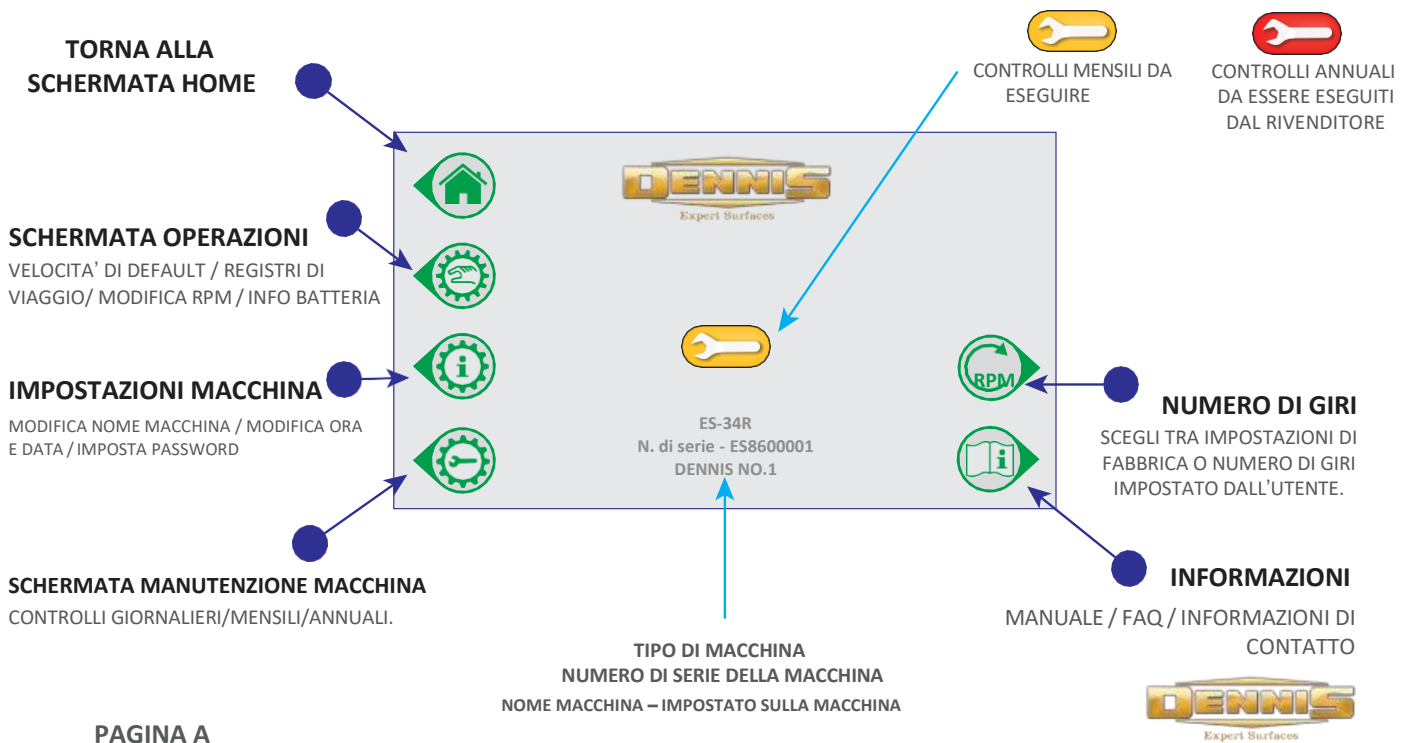 TORNA ALLA
SCHERMATA HOME
CONTROLLI MENSILI DA
ESEGUIRE
CONTROLLI ANNUALI
DA ESSERE ESEGUITI
DAL RIVENDITORE
DENNIS
Expert Surfaces
SCHERMATA OPERAZIONI
VELOCITA’ DI DEFAULT / REGISTRI DI
VIAGGIO/ MODIFICA RPM / INFO BATTERIA
IMPOSTAZIONI MACCHINA
MODIFICA NOME MACCHINA / MODIFICA ORA
E DATA / IMPOSTA PASSWORD
SCHERMATA MANUTENZIONE MACCHINA
CONTROLLI GIORNALIERI/MENSILI/ANNUALI.
i
ES-34R
N. di serie - ES8600001
DENNIS NO.1
RPM
i
NUMERO DI GIRI
SCEGLI TRA IMPOSTAZIONI DI
FABBRICA O NUMERO DI GIRI
IMPOSTATO DALL’UTENTE.
INFORMAZIONI
MANUALE / FAQ / INFORMAZIONI DI
CONTATTO
TIPO DI MACCHINA
NUMERO DI SERIE DELLA MACCHINA
NOME MACCHINA – IMPOSTATO SULLA MACCHINA
DENNIS
Expert Surfaces
PAGINA A